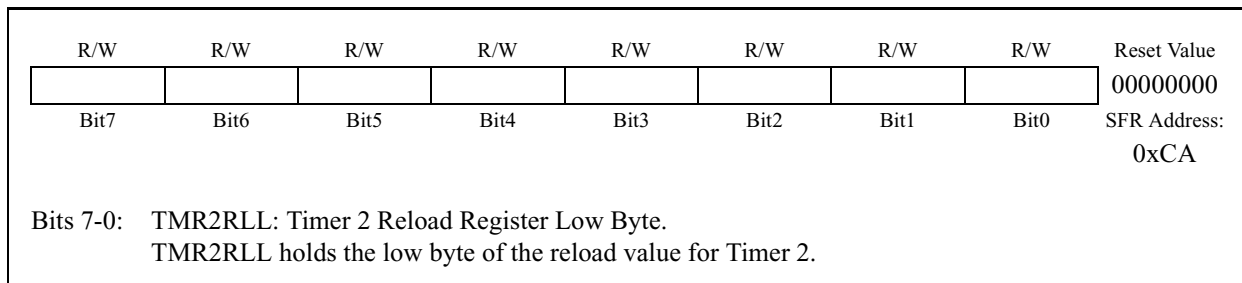 R/W R/W R/W R/W R/W R/W R/W R/W Reset Value
00000000
Bit7 Bit6 Bit5 Bit4 Bit3 Bit2 Bit1 Bit0 SFR Address:
0xCA
Bits 7-0: TMR2RLL: Timer 2 Reload Register Low Byte.
TMR2RLL holds the low byte of the reload value for Timer 2.